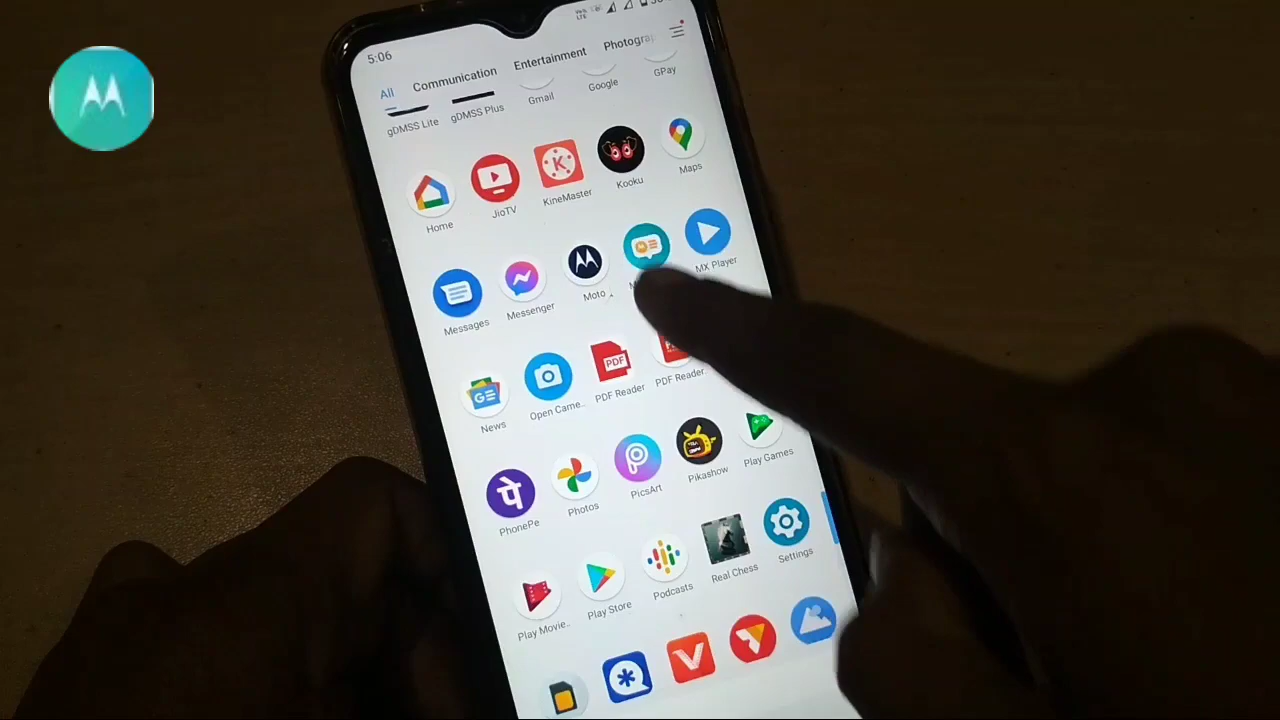 5:06
All Communication Entertainment
gDMSS Lite gDMSS Plus Gmail Google GPay
Home JioTV KineMaster Kooku Maps
Messages Messenger Moto MX Player
News Open Came.. PDF Reader PDF Reader
GE
PDF
PhonePe Photos PicsArt Pikashow Play Games
Play Movie.. Play Store Podcasts Real Chess Settings